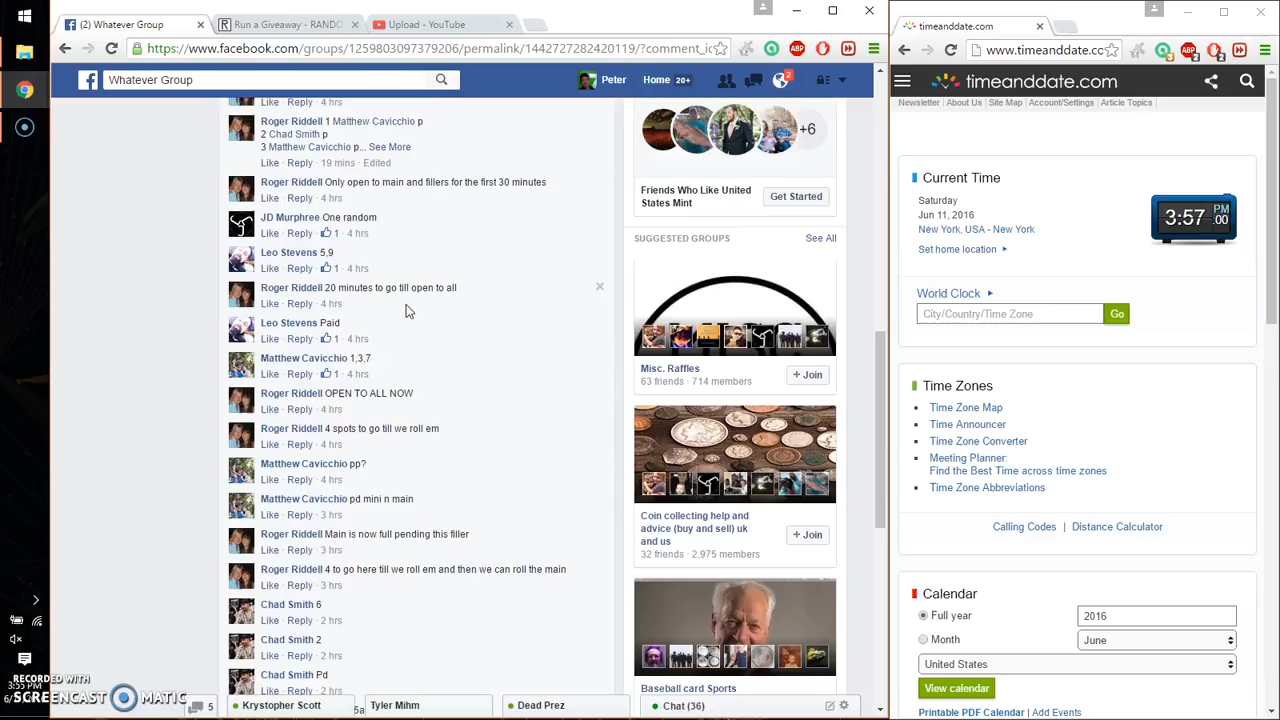 (2) Whatever Group
Run a Giveaway - RANDO
Upload - YouTube
timeanddate.com
https://www.facebook.com/groups/1259803097379206/permalink/1442727282420119/?comment_ic
www.timeanddate.cc
Whatever Group
Peter
Home 20+
2
timeanddate.com
Newsletter About Us Site Map Account/Settings Article Topics
Like · Reply · 4 hrs
Roger Riddell 1 Matthew Cavicchio p
2 Chad Smith p
3 Matthew Cavicchio p... See More
Like · Reply · 19 mins · Edited
Roger Riddell Only open to main and fillers for the first 30 minutes
Like · Reply · 4 hrs
JD Murphree One random
Like · Reply · 1 · 4 hrs
Leo Stevens 5,9
Like · Reply · 1 · 4 hrs
Roger Riddell 20 minutes to go till open to all
Like · Reply · 4 hrs
Leo Stevens Paid
Like · Reply · 1 · 4 hrs
Matthew Cavicchio 1,3,7
Like · Reply · 1 · 4 hrs
Roger Riddell OPEN TO ALL NOW
Like · Reply · 4 hrs
Roger Riddell 4 spots to go till we roll em
Like · Reply · 4 hrs
Matthew Cavicchio pp?
Like · Reply · 4 hrs
Matthew Cavicchio pd mini n main
Like · Reply · 3 hrs
Roger Riddell Main is now full pending this filler
Like · Reply · 3 hrs
Roger Riddell 4 to go here till we roll em and then we can roll the main
Like · Reply · 3 hrs
Chad Smith 6
Like · Reply · 2 hrs
Chad Smith 2
Like · Reply · 2 hrs
Chad Smith Pd
Like · Reply · 2 hrs
+6
Friends Who Like United
States Mint
Get Started
SUGGESTED GROUPS
See All
Misc. Raffles
63 friends · 714 members
+ Join
Coin collecting help and
advice (buy and sell) uk
and us
32 friends · 2,975 members
+ Join
Baseball card Sports
Current Time
Saturday
Jun 11, 2016
New York, USA - New York
Set home location
3:57 PM .00
World Clock
City/Country/Time Zone
Go
Time Zones
Time Zone Map
Time Announcer
Time Zone Converter
Meeting Planner:
Find the Best Time across time zones
Time Zone Abbreviations
Calling Codes | Distance Calculator
Calendar
Full year
2016
Month
June
United States
View calendar
Printable PDF Calendar | Add Events
5
Krystopher Scott
Tyler Mihm
Dead Prez
Chat (36)
3:55 PM
RECORDED WITH
SCREENCAST MATIC